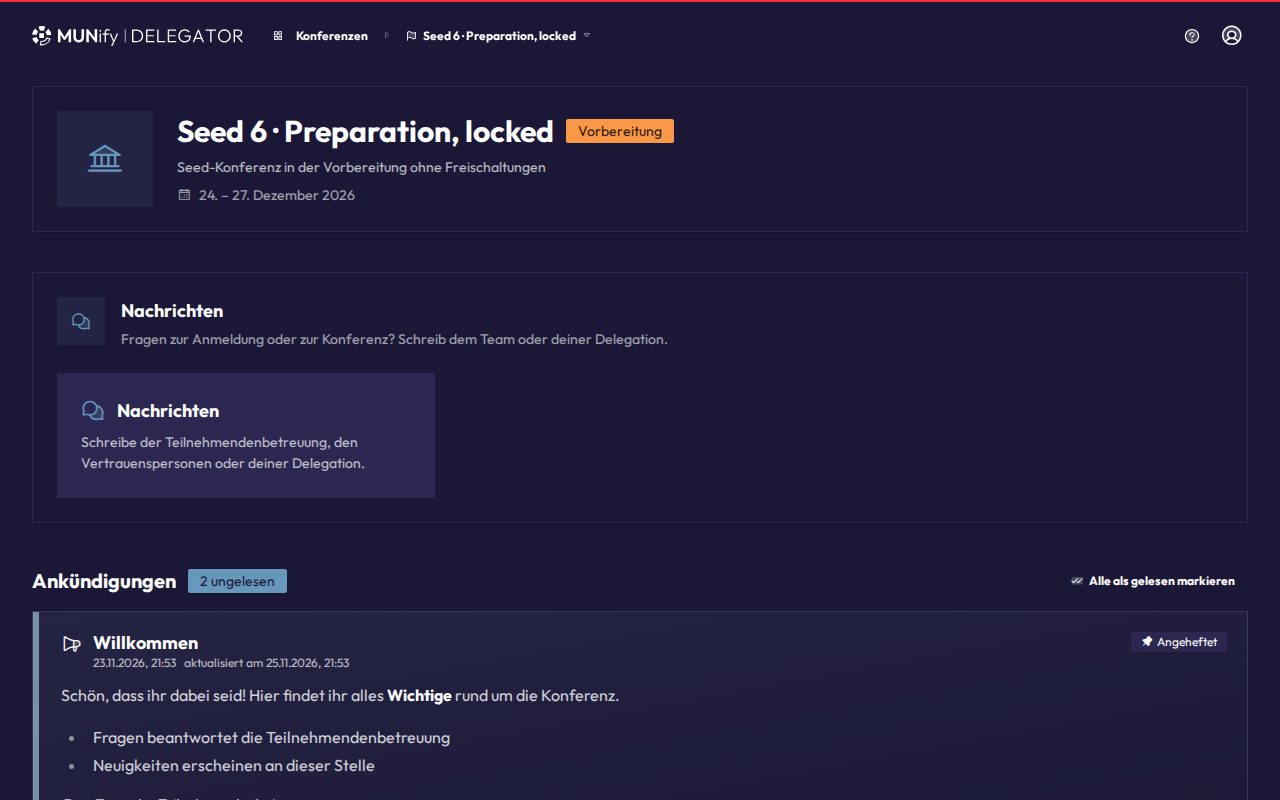 MUNify | DELEGATOR
Konferenzen
Seed 6 · Preparation, locked
Seed 6 · Preparation, locked
Vorbereitung
Seed-Konferenz in der Vorbereitung ohne Freischaltungen
24. – 27. Dezember 2026
Nachrichten
Fragen zur Anmeldung oder zur Konferenz? Schreib dem Team oder deiner Delegation.
Nachrichten
Schreibe der Teilnehmendenbetreuung, den
Vertrauenspersonen oder deiner Delegation.
Ankündigungen
2 ungelesen
Alle als gelesen markieren
Willkommen
Angeheftet
23.11.2026, 21:53 aktualisiert am 25.11.2026, 21:53
Schön, dass ihr dabei seid! Hier findet ihr alles Wichtige rund um die Konferenz.
Fragen beantwortet die Teilnehmendenbetreuung
Neuigkeiten erscheinen an dieser Stelle